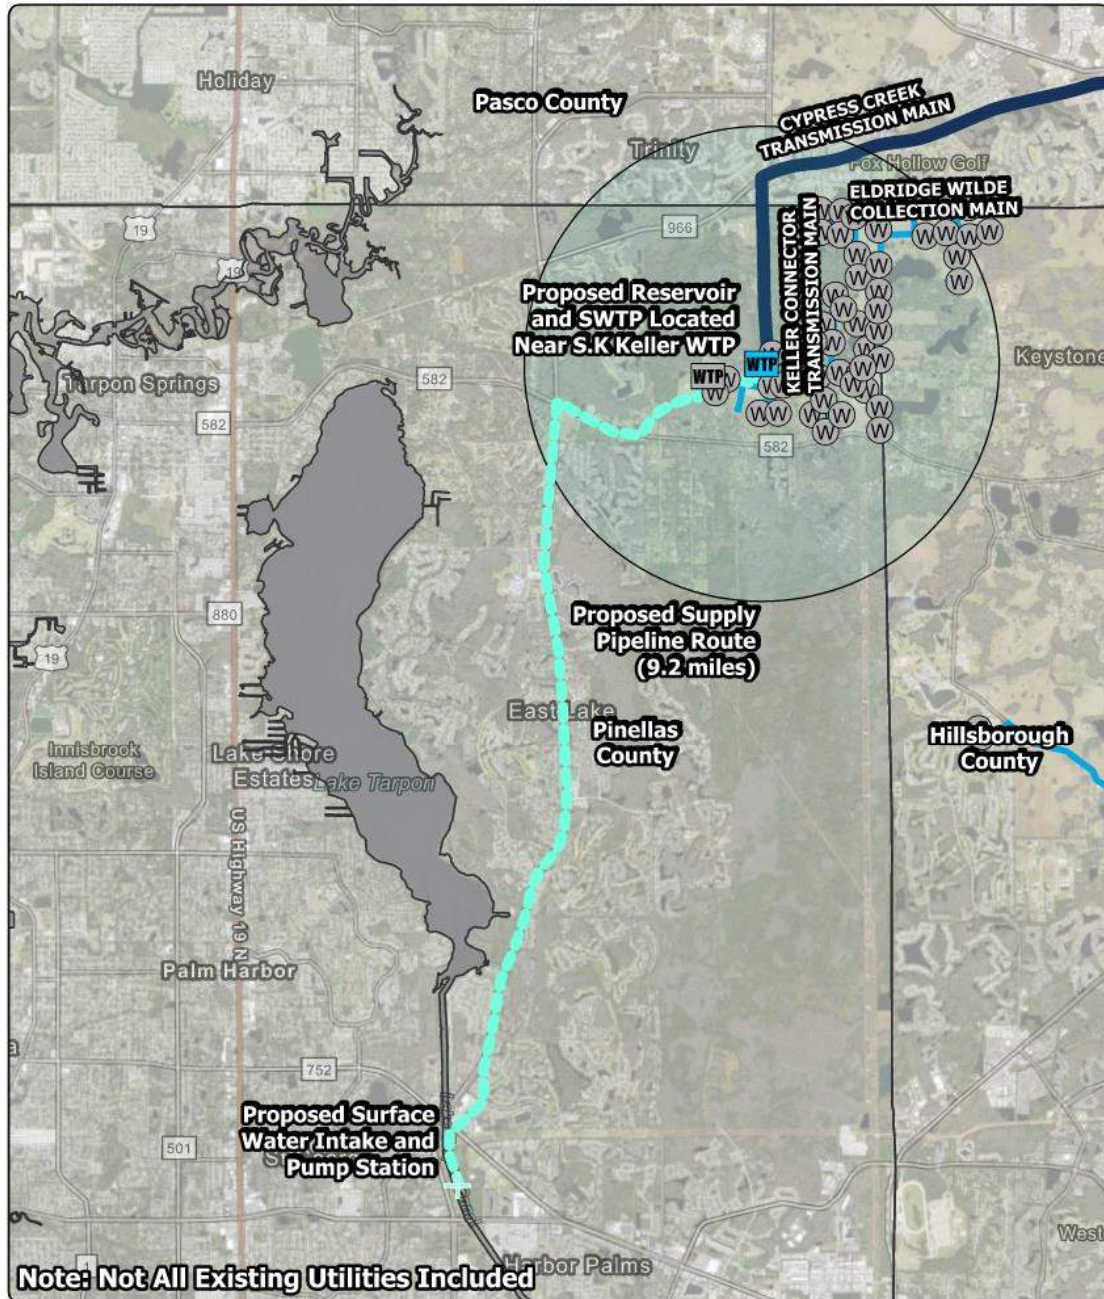 Holiday
Pasco County
CYPRESS CREEK
TRANSMISSION MAIN
Trinity
Fox Hollow Golf
ELDRIDGE WILDE
COLLECTION MAIN
19
966
19
KELLER CONNECTOR
TRANSMISSION MAIN
W W
W
W W W W W W
W
W W
W
W
W
W
W
W
Proposed Reservoir
and SWTP Located
Near S.K Keller WTP
Keystone
Tarpon Springs
582
WTP
WTP
W
W
W
W
W
W
W
W
W
W
W
W
582
582
880
19
Proposed Supply
Pipeline Route
(9.2 miles)
East Lake
Pinellas
County
Hillsborough
County
Innisbrook
Island Course
Lake Shore
Estates
Lake Tarpon
US Highway 19 N
Palm Harbor
752
Proposed Surface
Water Intake and
Pump Station
501
West
1
Harbor Palms
Note: Not All Existing Utilities Included